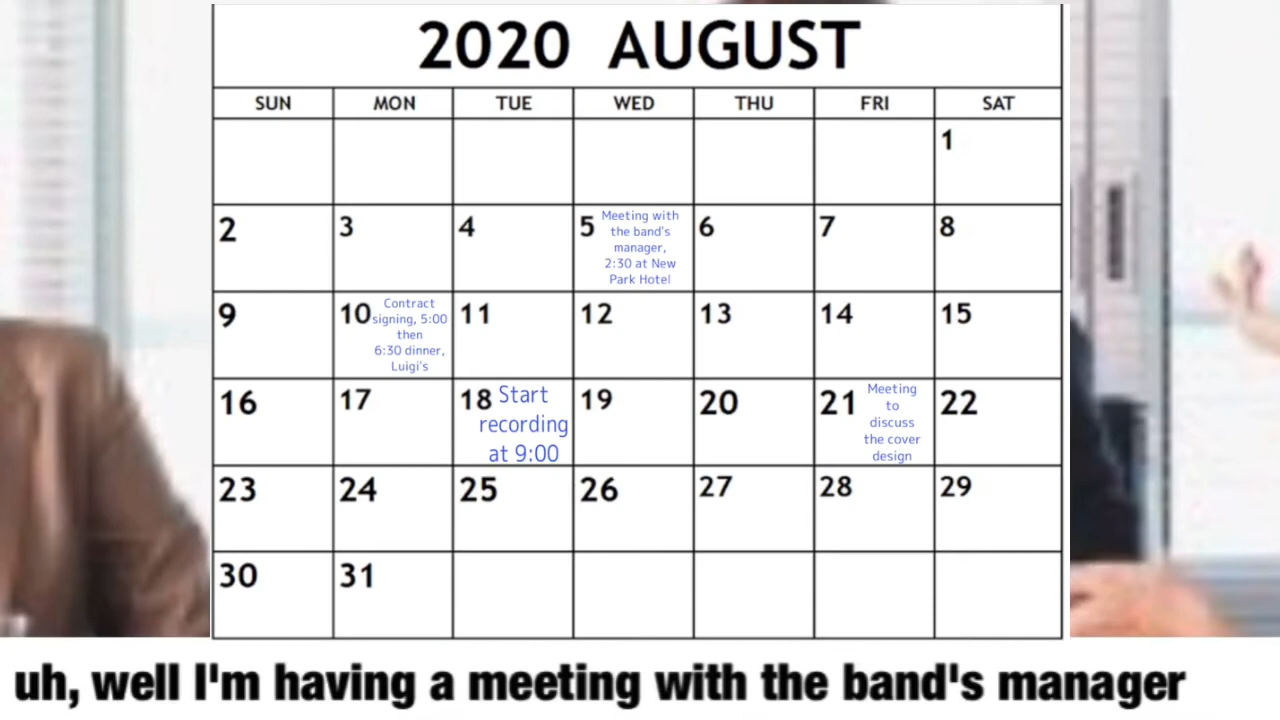 2020 AUGUST
SUN MON TUE WED THU FRI SAT
1
2 3 4 5 Meeting with
the band's
manager,
2:30 at New
Park Hotel
6 7 8
9 10 Contract
signing, 5:00
then
6:30 dinner,
Luigi's
11 12 13 14 15
16 17 18 Start
recording
at 9:00
19 20 21 Meeting
to
discuss
the cover
design
22
23 24 25 26 27 28 29
30 31
uh, well I'm having a meeting with the band's manager